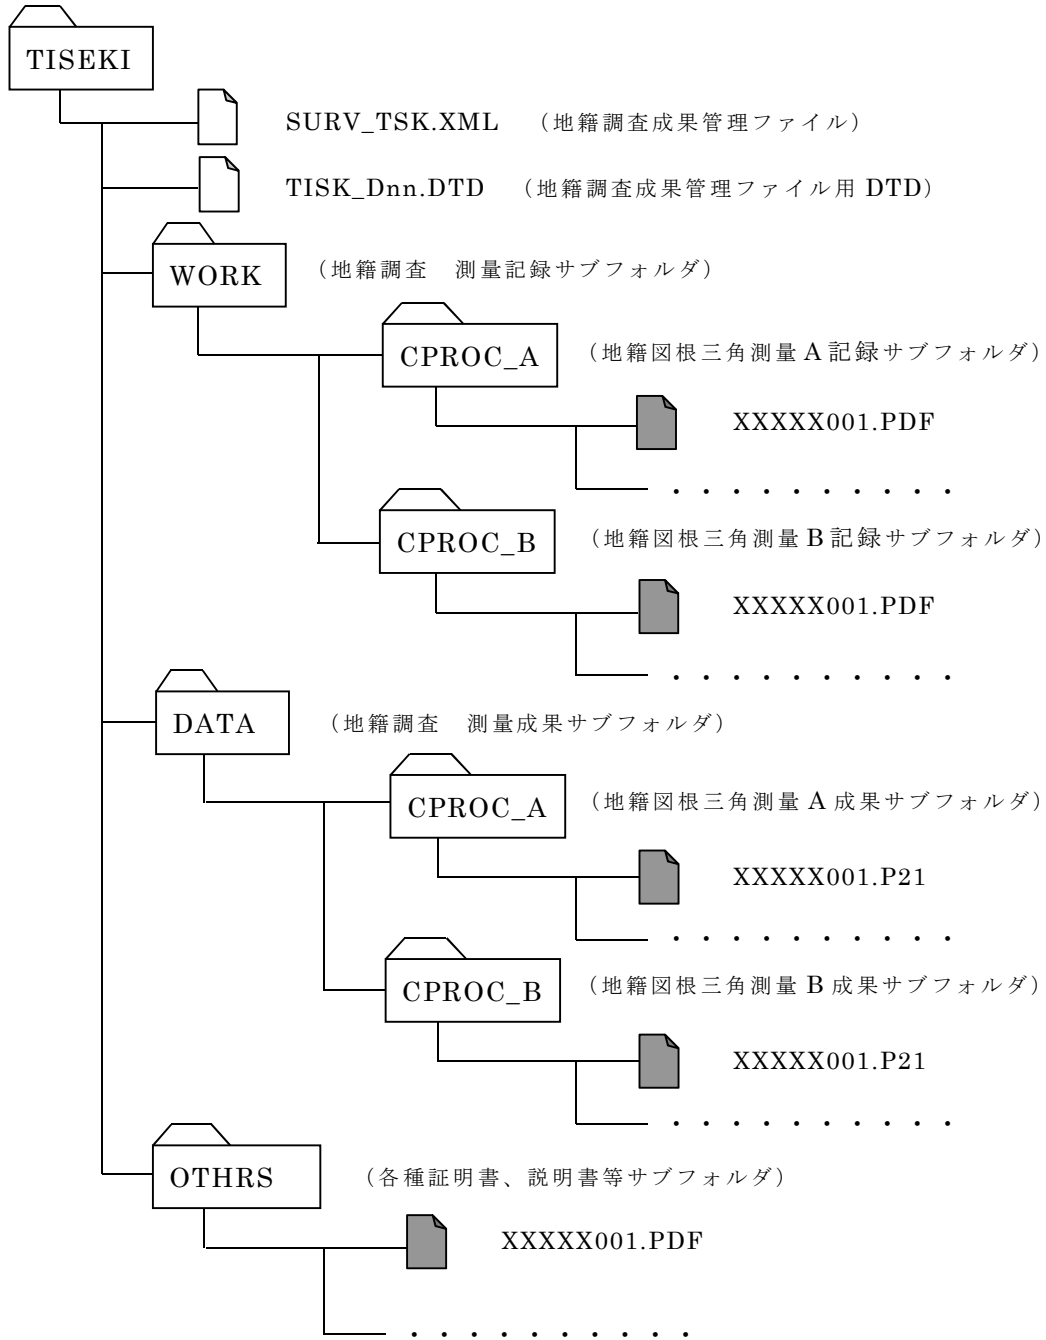 TISEKI
SURV_TSK.XML （地籍調査成果管理ファイル）
TISK_Dnn.DTD （地籍調査成果管理ファイル用 DTD）
WORK （地籍調査　測量記録サブフォルダ）
CPROC_A （地籍図根三角測量 A 記録サブフォルダ）
XXXXX001.PDF
・・・・・・・・・・
CPROC_B （地籍図根三角測量 B 記録サブフォルダ）
XXXXX001.PDF
・・・・・・・・・・
DATA （地籍調査　測量成果サブフォルダ）
CPROC_A （地籍図根三角測量 A 成果サブフォルダ）
XXXXX001.P21
・・・・・・・・・・
CPROC_B （地籍図根三角測量 B 成果サブフォルダ）
XXXXX001.P21
・・・・・・・・・・
OTHRS （各種証明書、説明書等サブフォルダ）
XXXXX001.PDF
・・・・・・・・・・